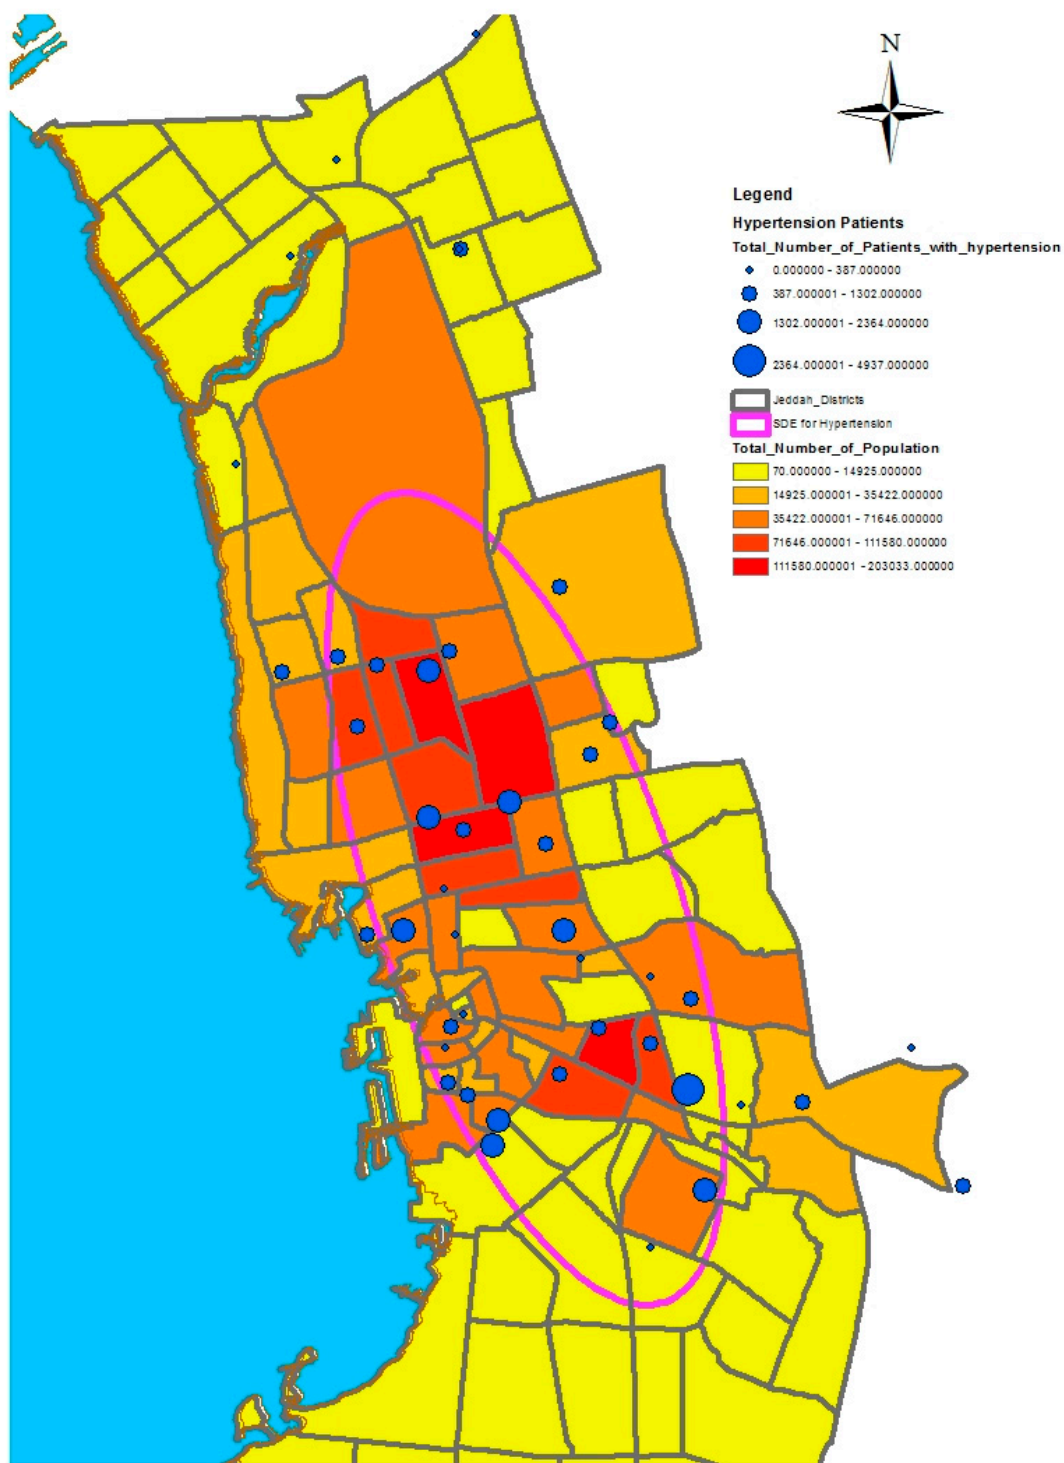 N
Legend
Hypertension Patients
Total_Number_of_Patients_with_hypertension
0.000000 - 387.000000
387.000001 - 1302.000000
1302.000001 - 2364.000000
2364.000001 - 4937.000000
Jeddah_Districts
SDE for Hypertension
Total_Number_of_Population
70.000000 - 14925.000000
14925.000001 - 35422.000000
35422.000001 - 71646.000000
71646.000001 - 111580.000000
111580.000001 - 203033.000000